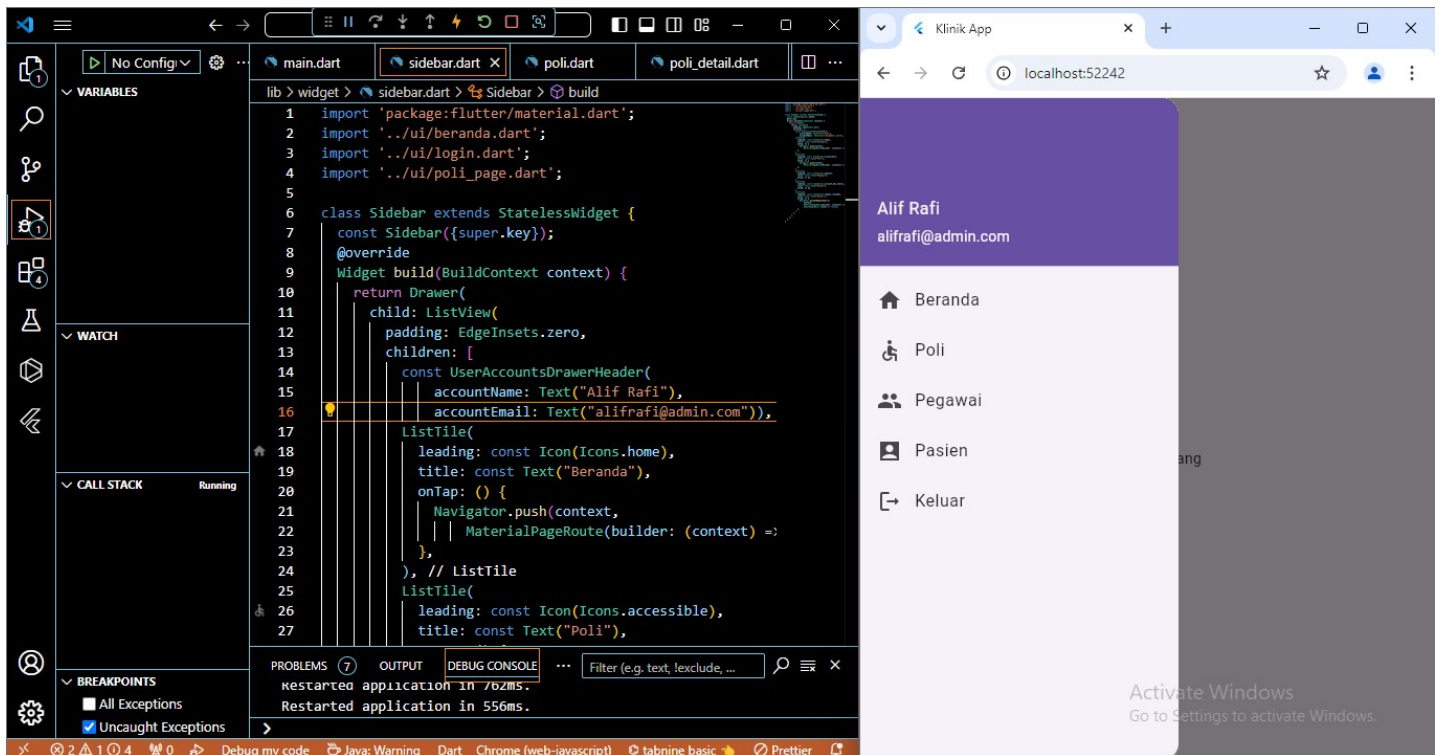 No Config
main.dart
sidebar.dart
poli.dart
poli_detail.dart
VARIABLES
lib > widget > sidebar.dart > Sidebar > build
1 import 'package:flutter/material.dart';
2 import '../ui/beranda.dart';
3 import '../ui/login.dart';
4 import '../ui/poli_page.dart';
5
6 class Sidebar extends StatelessWidget {
7 const Sidebar({super.key});
8 @override
9 Widget build(BuildContext context) {
10 return Drawer(
11 child: ListView(
12 padding: EdgeInsets.zero,
13 children: [
14 const UserAccountsDrawerHeader(
15 accountName: Text("Alif Rafi"),
16 accountEmail: Text("alifrafi@admin.com")),
17 ListTile(
18 leading: const Icon(Icons.home),
19 title: const Text("Beranda"),
20 onTap: () {
21 Navigator.push(context,
22 MaterialPageRoute(builder: (context) =>
23 },
24 ), // ListTile
25 ListTile(
26 leading: const Icon(Icons.accessible),
27 title: const Text("Poli"),
WATCH
CALL STACK
Running
BREAKPOINTS
All Exceptions
Uncaught Exceptions
1
1
4
PROBLEMS 7 OUTPUT DEBUG CONSOLE ... Filter (e.g. text, !exclude, ...
Restarted application in 762ms.
Restarted application in 556ms.
>
2 1 4 0 Debug my code Java: Warning Dart Chrome (web-javascript) tabnine basic Prettier
Klinik App
localhost:52242
Alif Rafi
alifrafi@admin.com
Beranda
Poli
Pegawai
Pasien
ang
Keluar
Activate Windows
Go to Settings to activate Windows.